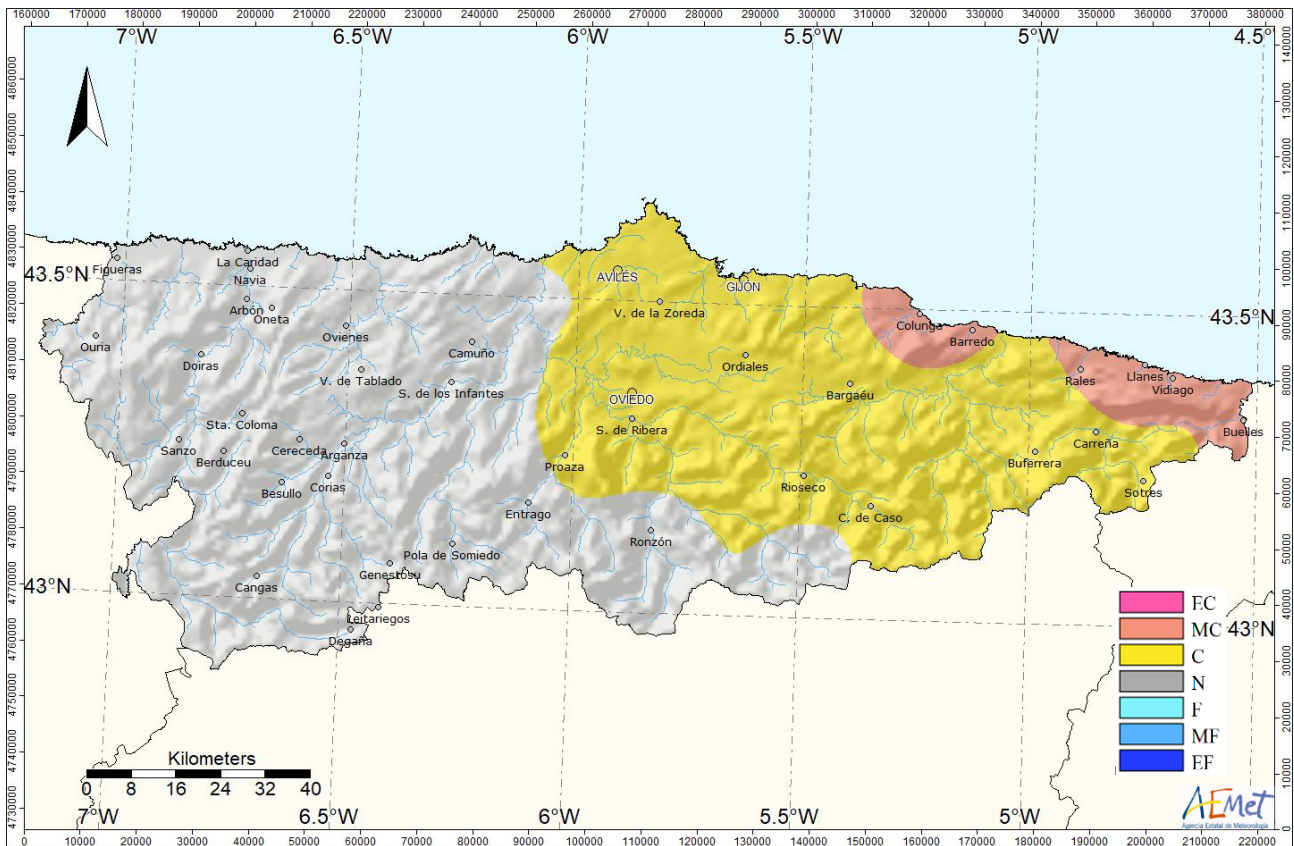 160000 170000 180000 190000 200000 210000 220000 230000 240000 250000 260000 270000 280000 290000 300000 310000 320000 330000 340000 350000 360000 370000 380000
7°W 6.5°W 6°W 5.5°W 5°W 4.5°
4860000
4850000
4840000
4830000
4820000
4810000
4800000
4790000
4780000
4770000
4760000
4750000
4740000
4730000
140000
130000
120000
110000
100000
90000
80000
70000
60000
50000
40000
30000
20000
10000
0
43.5°N
43.5°N
43°N
43°N
Figueras
La Caridad
Navia
Arbón
Oneta
Ouria
Doiras
Ovienes
Camuño
V. de Tablado
S. de los Infantes
Sta. Coloma
Sanzo
Berduceu
Cereceda
Arganza
Besullo
Corias
Entrago
Pola de Somiedo
Genestosu
Cangas
Leitariegos
Degaña
AVILÉS
GIJÓN
V. de la Zoreda
Ordiales
OVIEDO
S. de Ribera
Proaza
Ronzón
Bargaéu
Rioseco
C. de Caso
Colunga
Barredo
Rales
Llanes
Vidiago
Buelles
Carreña
Buferrera
Sotres
EC
MC
C
N
F
MF
EF
Kilometers
0 8 16 24 32 40
AEMet
Agencia Estatal de Meteorología
7°W 6.5°W 6°W 5.5°W 5°W
0 10000 20000 30000 40000 50000 60000 70000 80000 90000 100000 110000 120000 130000 140000 150000 160000 170000 180000 190000 200000 210000 220000